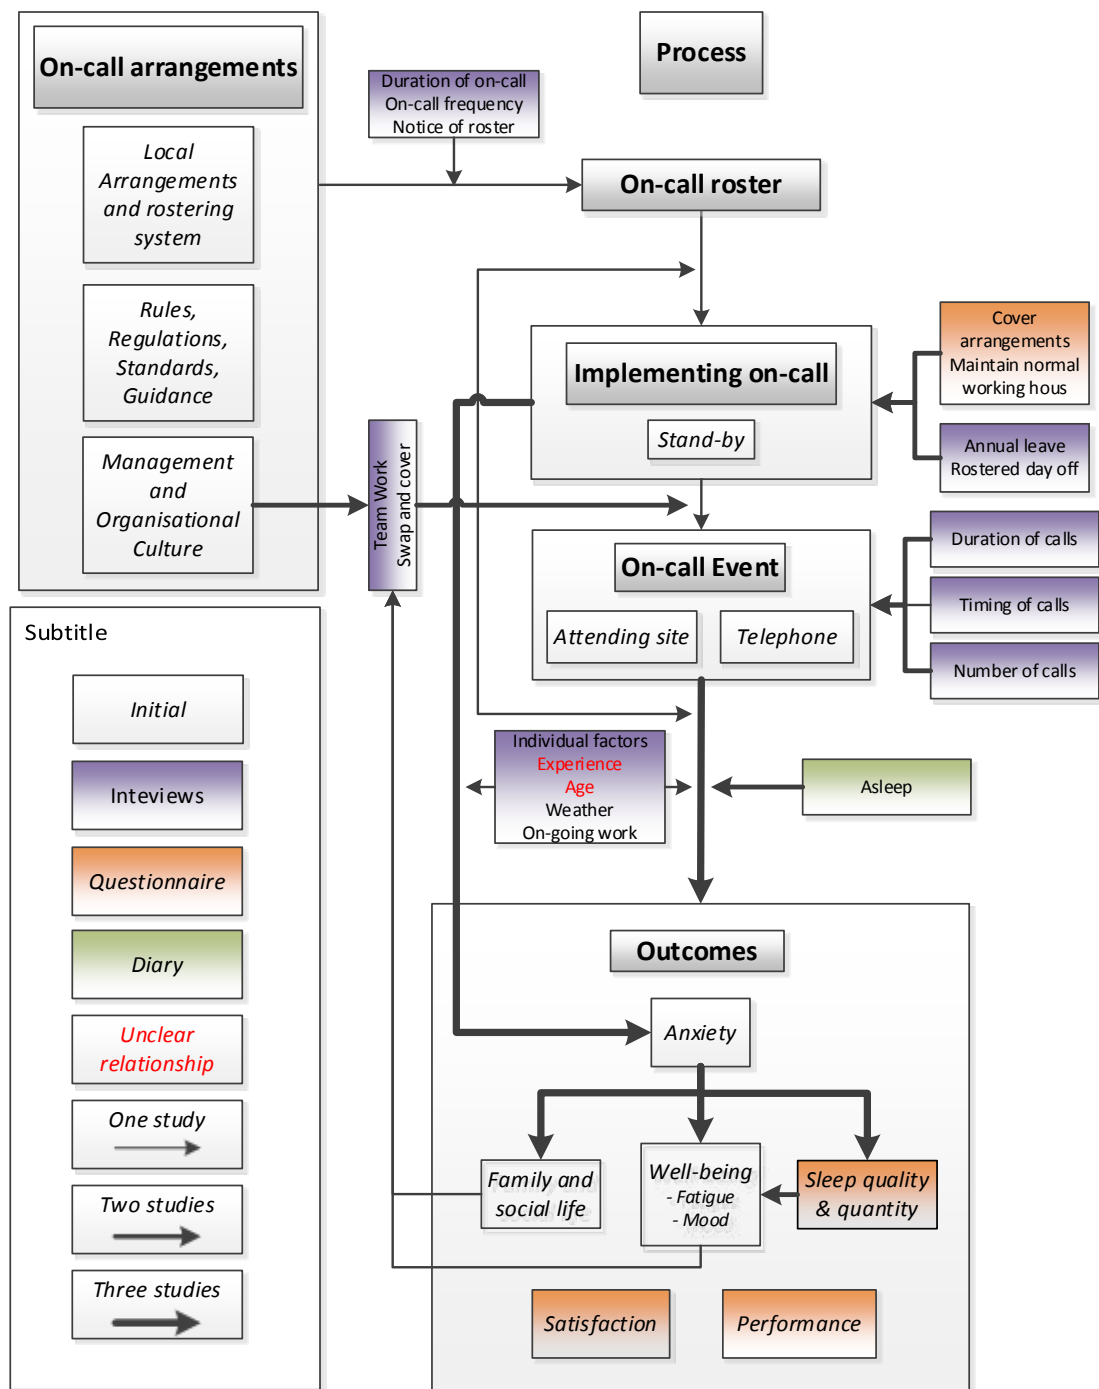 On-call arrangements
Local
Arrangements
and rostering
system
Rules,
Regulations,
Standards,
Guidance
Management
and
Organisational
Culture
Process
Duration of on-call
On-call frequency
Notice of roster
On-call roster
Implementing on-call
Stand-by
Cover
arrangements
Maintain normal
working hous
Annual leave
Rostered day off
Team Work
Swap and cover
On-call Event
Attending site
Telephone
Duration of calls
Timing of calls
Number of calls
Individual factors
Experience
Age
Weather
On-going work
Asleep
Outcomes
Anxiety
Family and
social life
Well-being
- Fatigue
- Mood
Sleep quality
& quantity
Satisfaction
Performance
Subtitle
Initial
Inteviews
Questionnaire
Diary
Unclear
relationship
One study
Two studies
Three studies